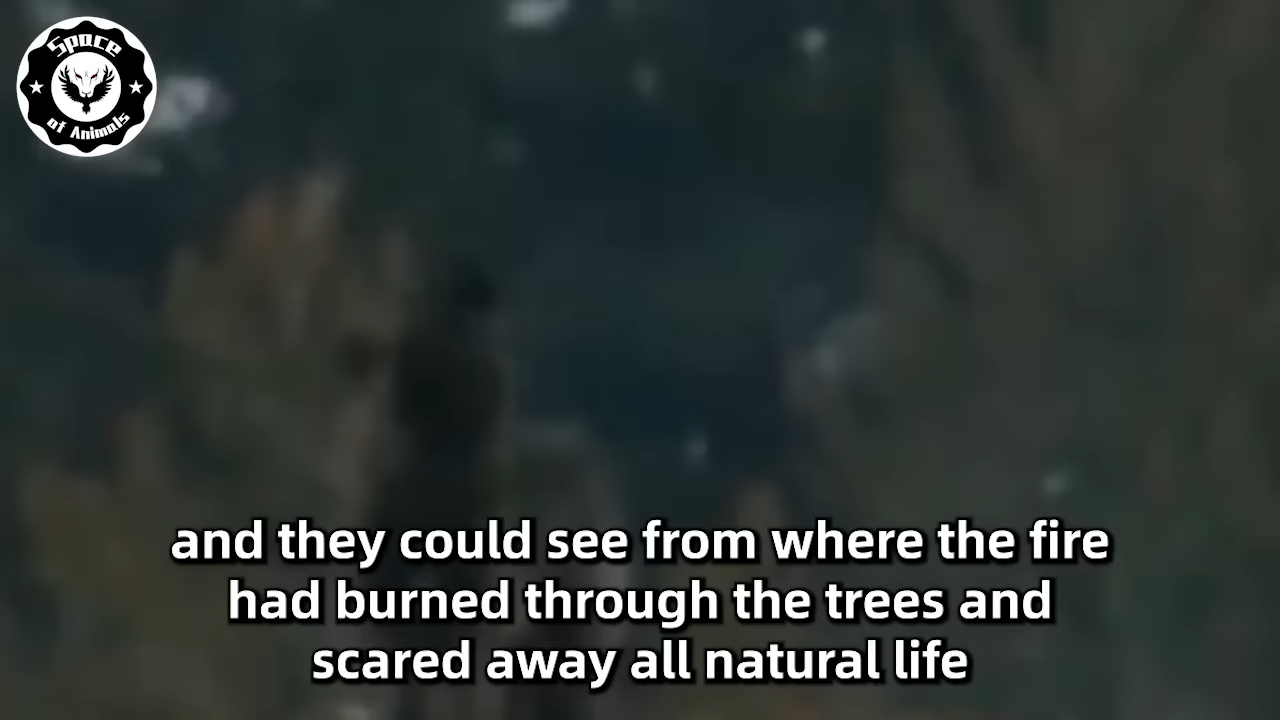 Space
of Animals
and they could see from where the fire
had burned through the trees and
scared away all natural life